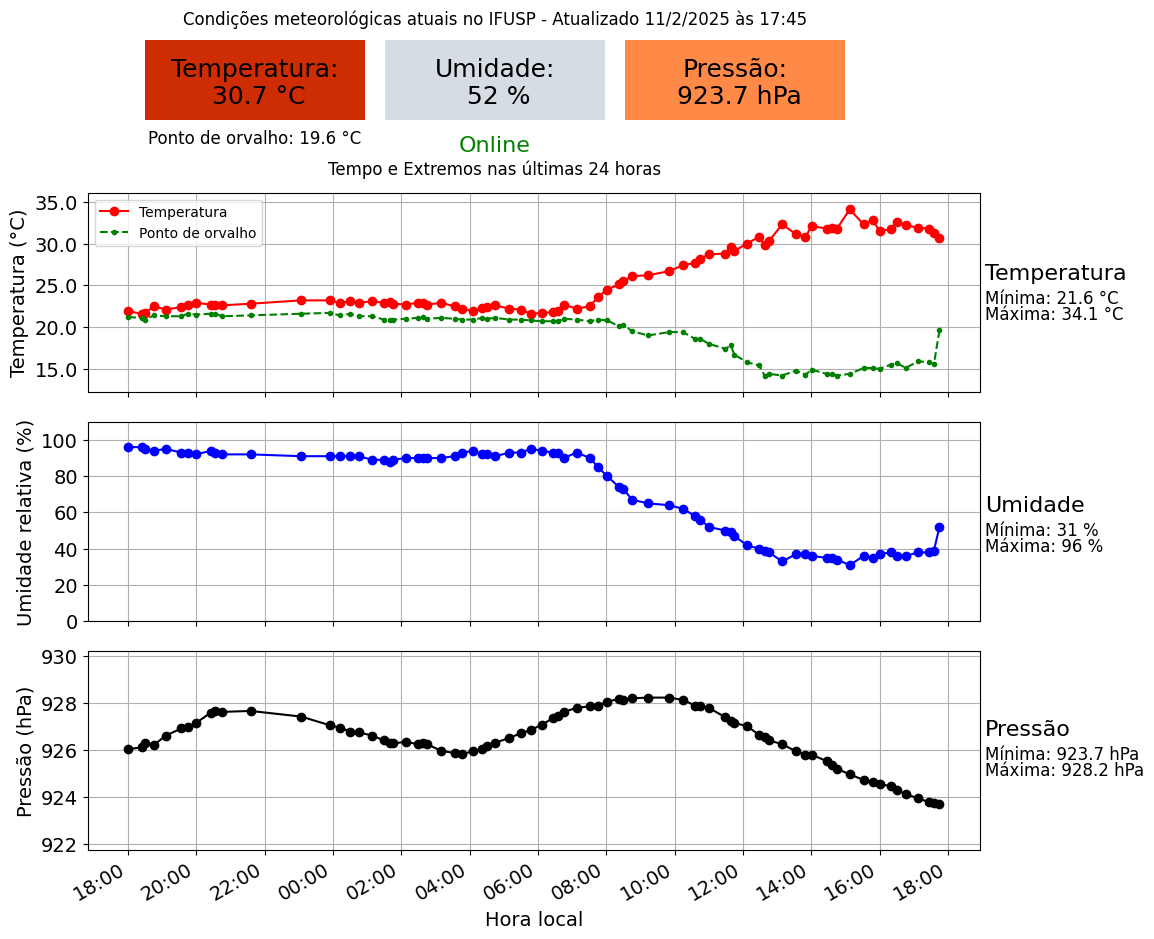 Condições meteorológicas atuais no IFUSP - Atualizado 11/2/2025 às 17:45
Temperatura:
30.7 °C
Umidade:
52 %
Pressão:
923.7 hPa
Ponto de orvalho: 19.6 °C
Online
Tempo e Extremos nas últimas 24 horas
Temperatura (°C)
35.0
30.0
25.0
20.0
15.0
Temperatura
Ponto de orvalho
Temperatura
Mínima: 21.6 °C
Máxima: 34.1 °C
Umidade relativa (%)
100
80
60
40
20
0
Umidade
Mínima: 31 %
Máxima: 96 %
Pressão (hPa)
930
928
926
924
922
Pressão
Mínima: 923.7 hPa
Máxima: 928.2 hPa
18:00 20:00 22:00 00:00 02:00 04:00 06:00 08:00 10:00 12:00 14:00 16:00 18:00
Hora local